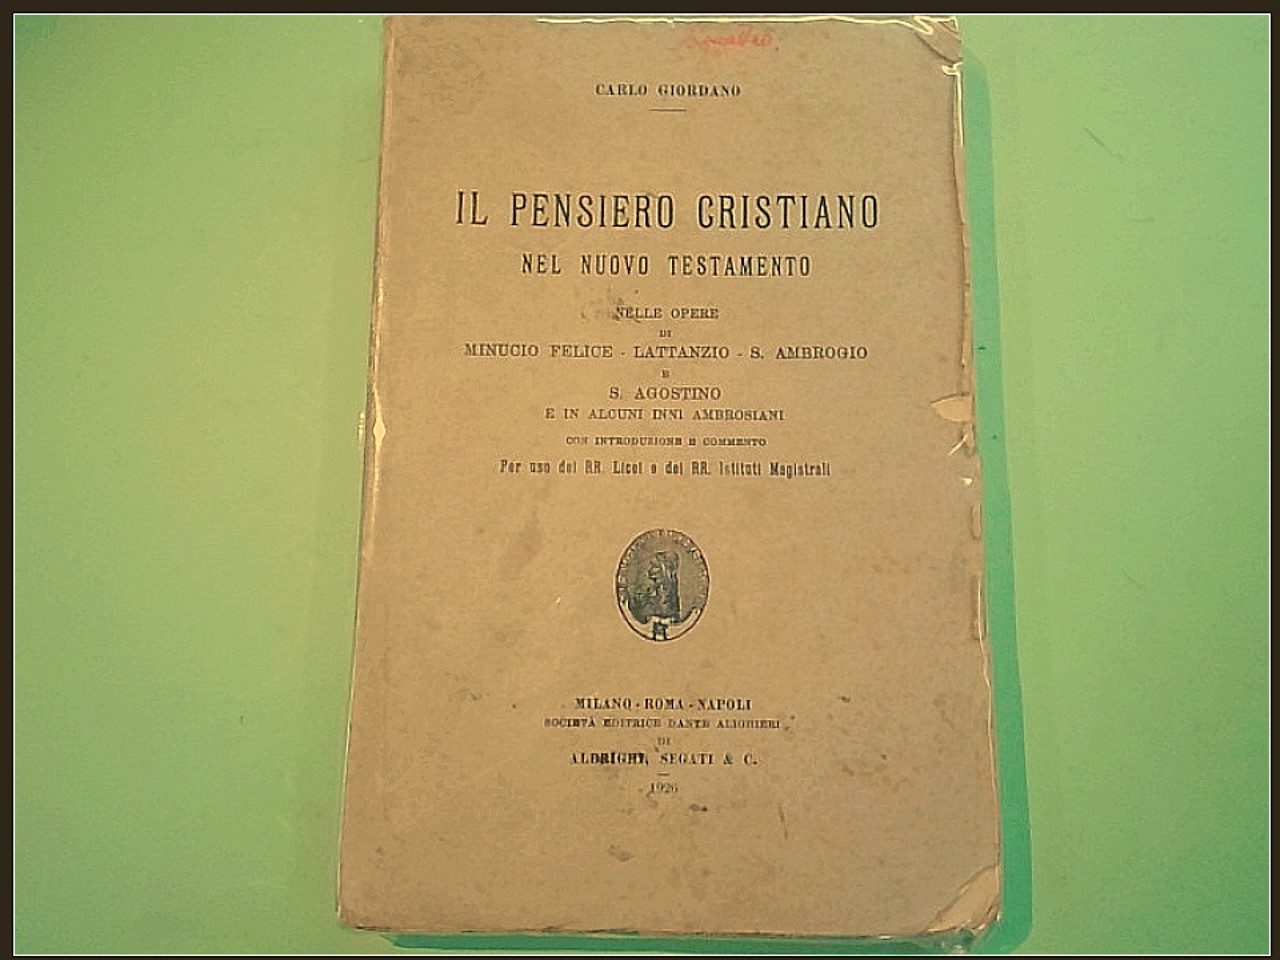 CARLO GIORDANO
IL PENSIERO CRISTIANO
NEL NUOVO TESTAMENTO
NELLE OPERE
DI
MINUCIO FELICE - LATTANZIO - S. AMBROGIO
E
S. AGOSTINO
E IN ALCUNI INNI AMBROSIANI
CON INTRODUZIONE E COMMENTO
Per uso dei RR. Licei e dei RR. Istituti Magistrali
MILANO - ROMA - NAPOLI
SOCIETÀ EDITRICE DANTE ALIGHIERI
DI
ALBRIGHI, SEGATI & C.
1926